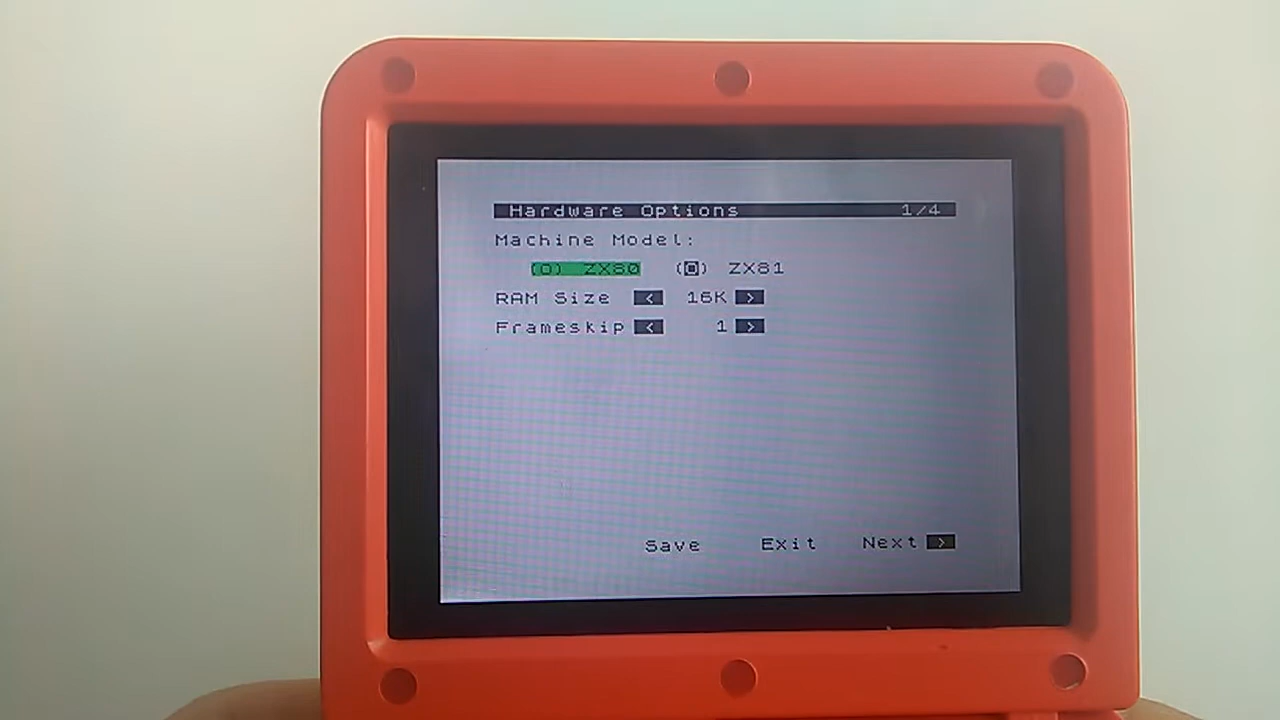 Hardware Options 1/4
Machine Model:
(O) ZX80 (O) ZX81
RAM Size < 16K >
Frameskip < 1 >
Save Exit Next >